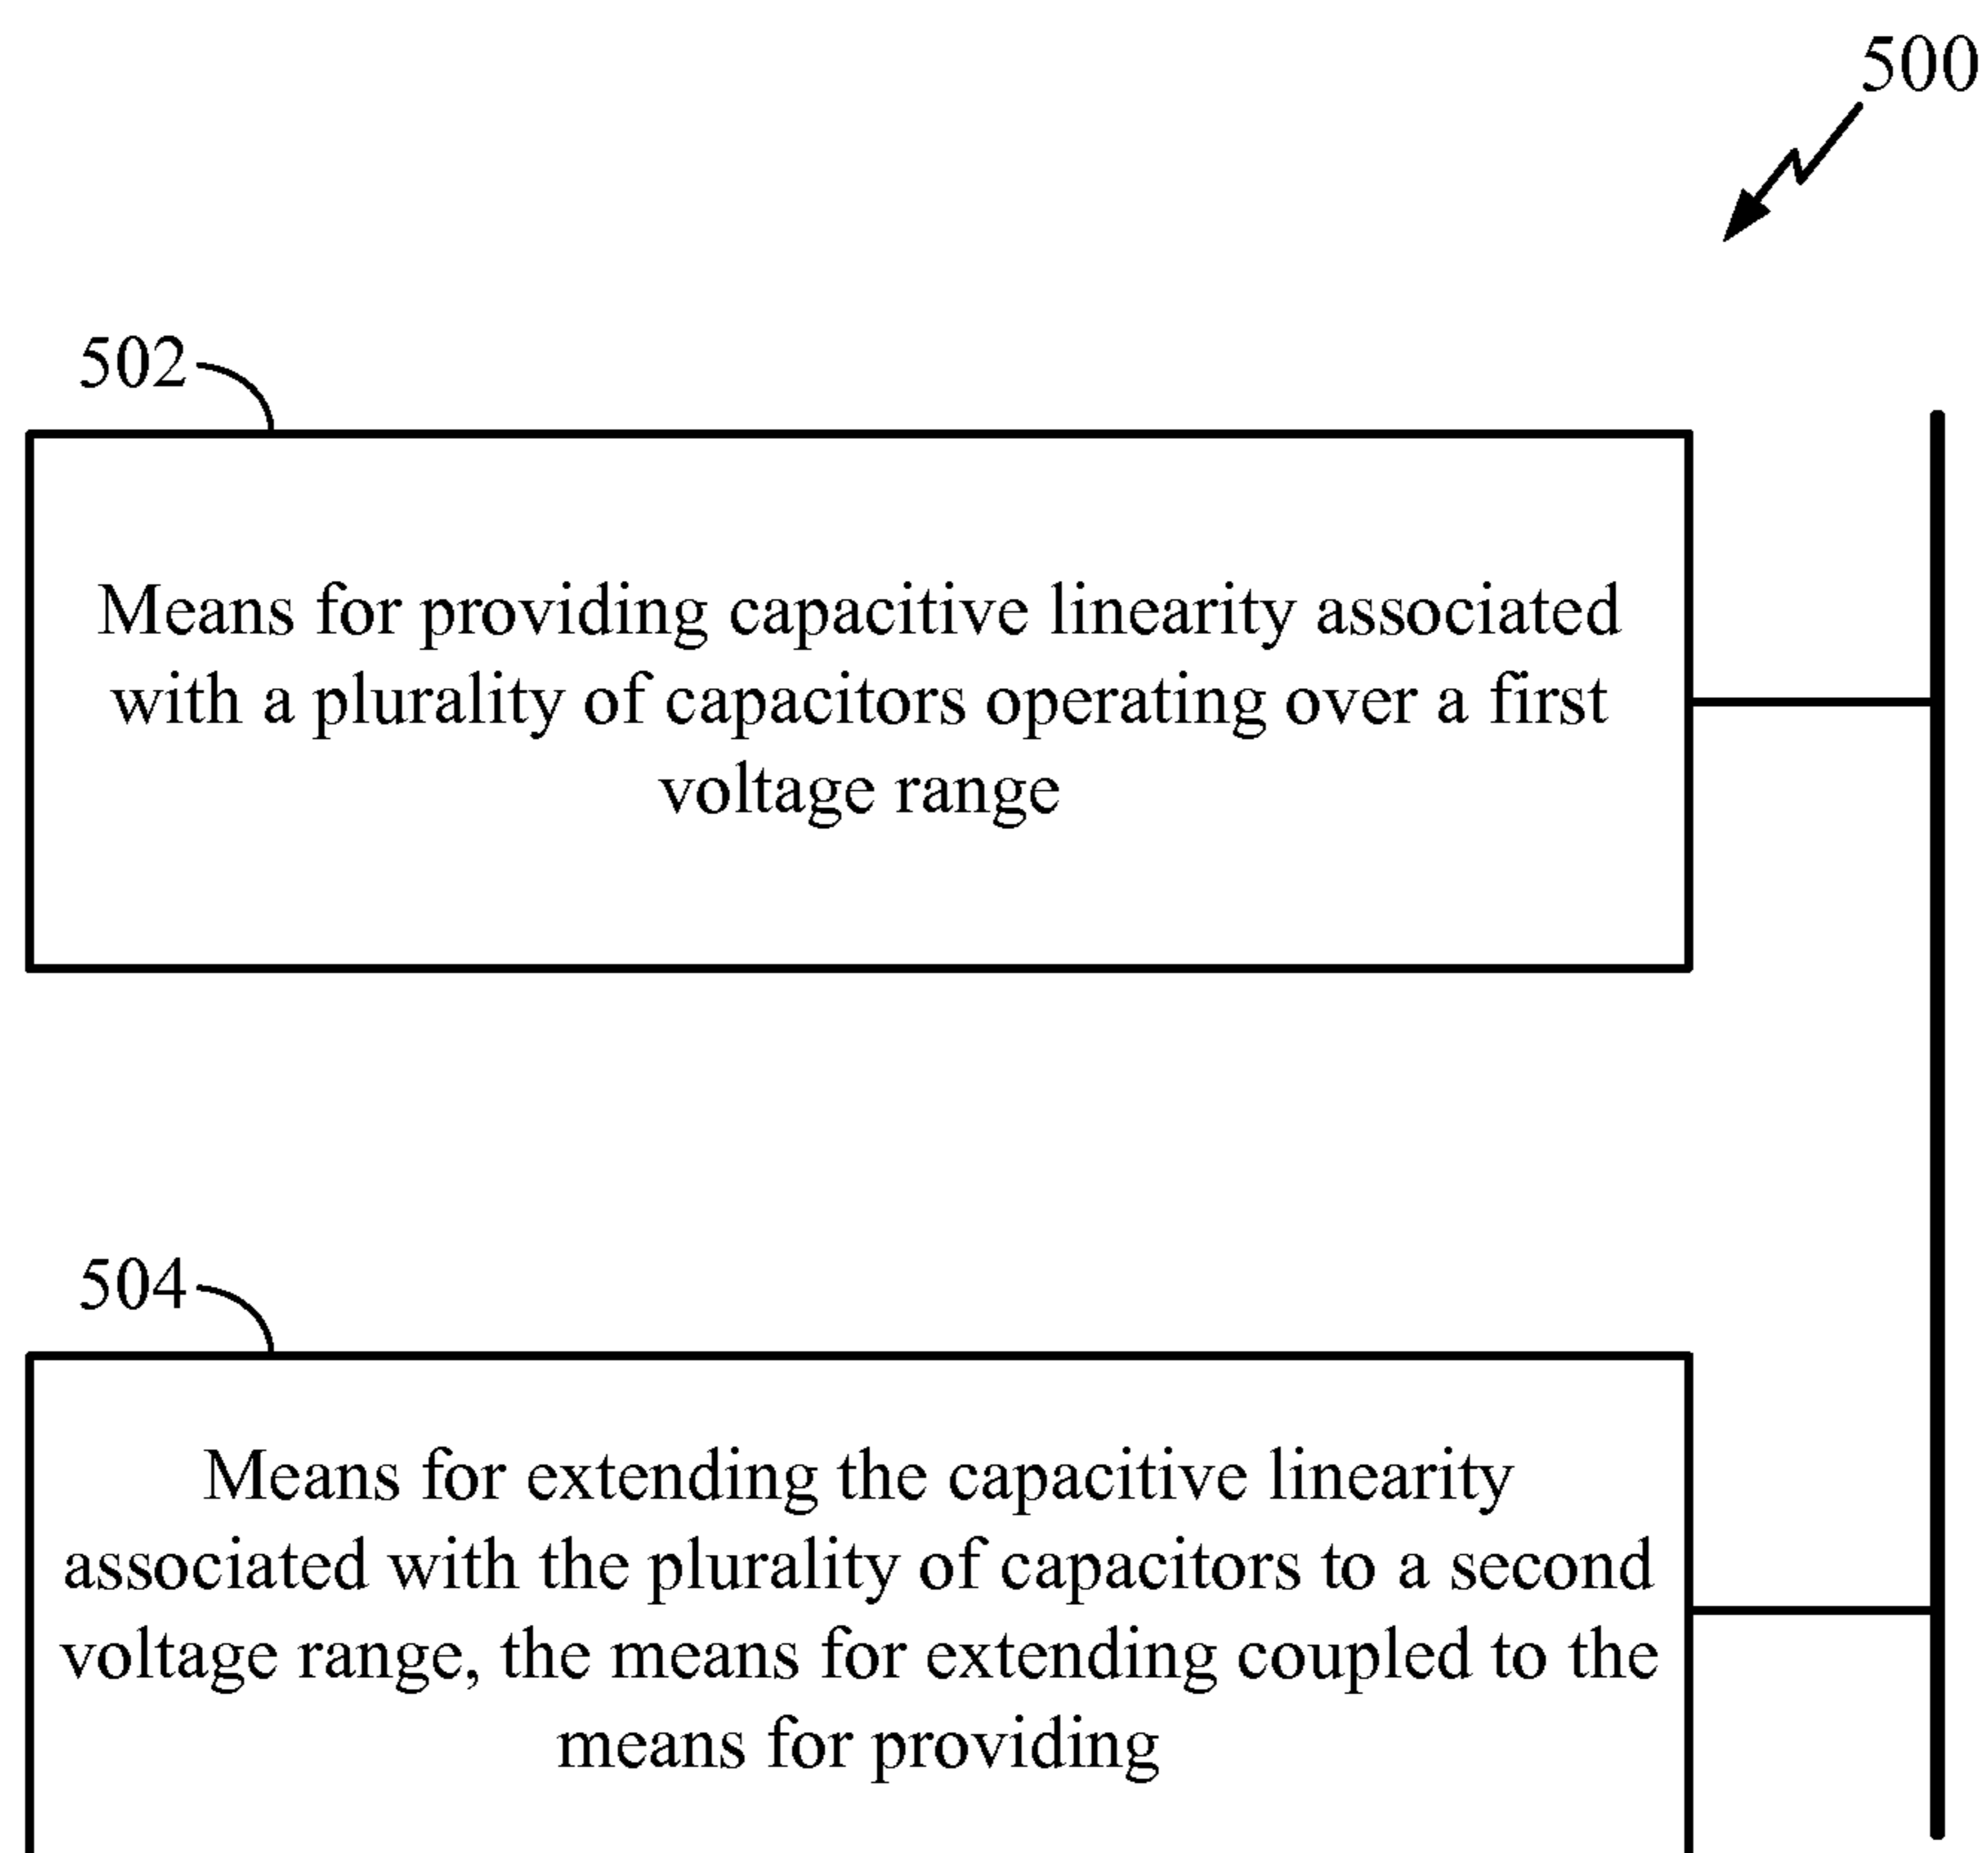 500
502
Means for providing capacitive linearity associated
with a plurality of capacitors operating over a first
voltage range
504
Means for extending the capacitive linearity
associated with the plurality of capacitors to a second
voltage range, the means for extending coupled to the
means for providing